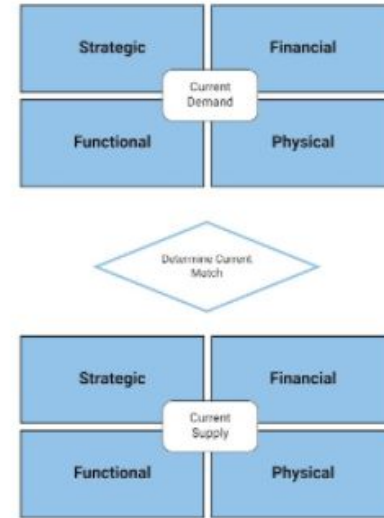 Strategic
Financial
Current
Demand
Functional
Physical
Determine Current
Match
Strategic
Financial
Current
Supply
Functional
Physical